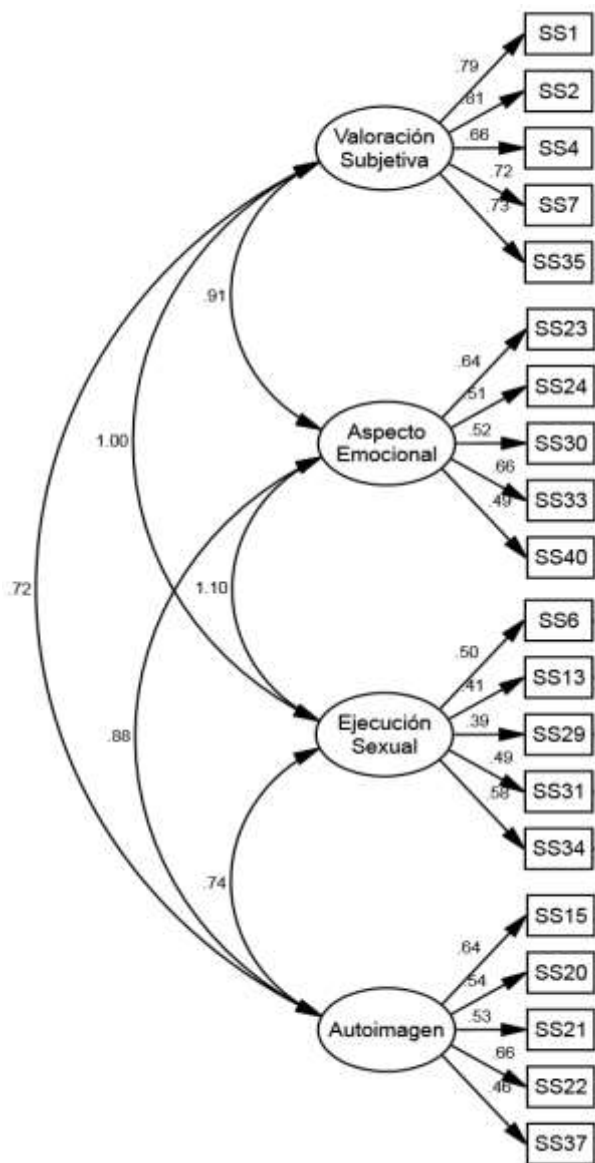 SS1
.79
SS2
.81
Valoración
Subjetiva
.66
SS4
.72
SS7
.73
SS35
.91
SS23
.64
SS24
.51
Aspecto
Emocional
.52
SS30
.66
SS33
.49
SS40
1.00
.72
1.10
SS6
.50
SS13
.41
Ejecución
Sexual
.39
SS29
.49
SS31
.58
SS34
.88
.74
SS15
.64
SS20
.54
Autoimagen
.53
SS21
.66
SS22
.46
SS37